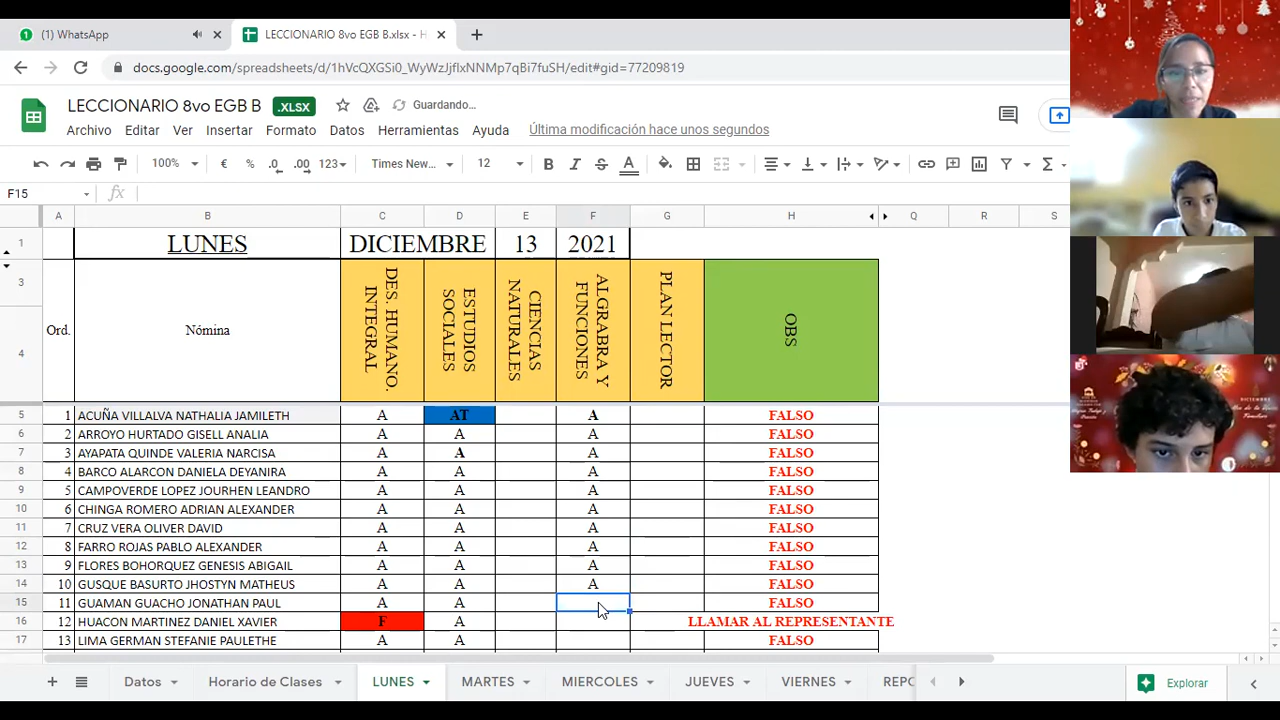 (1) WhatsApp
LECCIONARIO 8vo EGB B.xlsx - H
docs.google.com/spreadsheets/d/1hVcQXGSi0_WyWzJjfIxNNMp7qBi7fuSH/edit#gid=77209819
LECCIONARIO 8vo EGB B .XLSX Guardando...
Archivo Editar Ver Insertar Formato Datos Herramientas Ayuda Última modificación hace unos segundos
100% € % .0 .00 123 Times New... 12 B I S A Σ
F15 fx
A B C D E F G H Q R S
1 LUNES DICIEMBRE 13 2021
3
4 Ord. Nómina DES. HUMANO. INTEGRAL ESTUDIOS SOCIALES CIENCIAS NATURALES ALGRABRA Y FUNCIONES PLAN LECTOR OBS
5 1 ACUÑA VILLALVA NATHALIA JAMILETH A AT A FALSO
6 2 ARROYO HURTADO GISELL ANALIA A A A FALSO
7 3 AYAPATA QUINDE VALERIA NARCISA A A A FALSO
8 4 BARCO ALARCON DANIELA DEYANIRA A A A FALSO
9 5 CAMPOVERDE LOPEZ JOURHEN LEANDRO A A A FALSO
10 6 CHINGA ROMERO ADRIAN ALEXANDER A A A FALSO
11 7 CRUZ VERA OLIVER DAVID A A A FALSO
12 8 FARRO ROJAS PABLO ALEXANDER A A A FALSO
13 9 FLORES BOHORQUEZ GENESIS ABIGAIL A A A FALSO
14 10 GUSQUE BASURTO JHOSTYN MATHEUS A A A FALSO
15 11 GUAMAN GUACHO JONATHAN PAUL A A FALSO
16 12 HUACON MARTINEZ DANIEL XAVIER F A LLAMAR AL REPRESENTANTE
17 13 LIMA GERMAN STEFANIE PAULETHE A A FALSO
Datos Horario de Clases LUNES MARTES MIERCOLES JUEVES VIERNES REPO Explorar